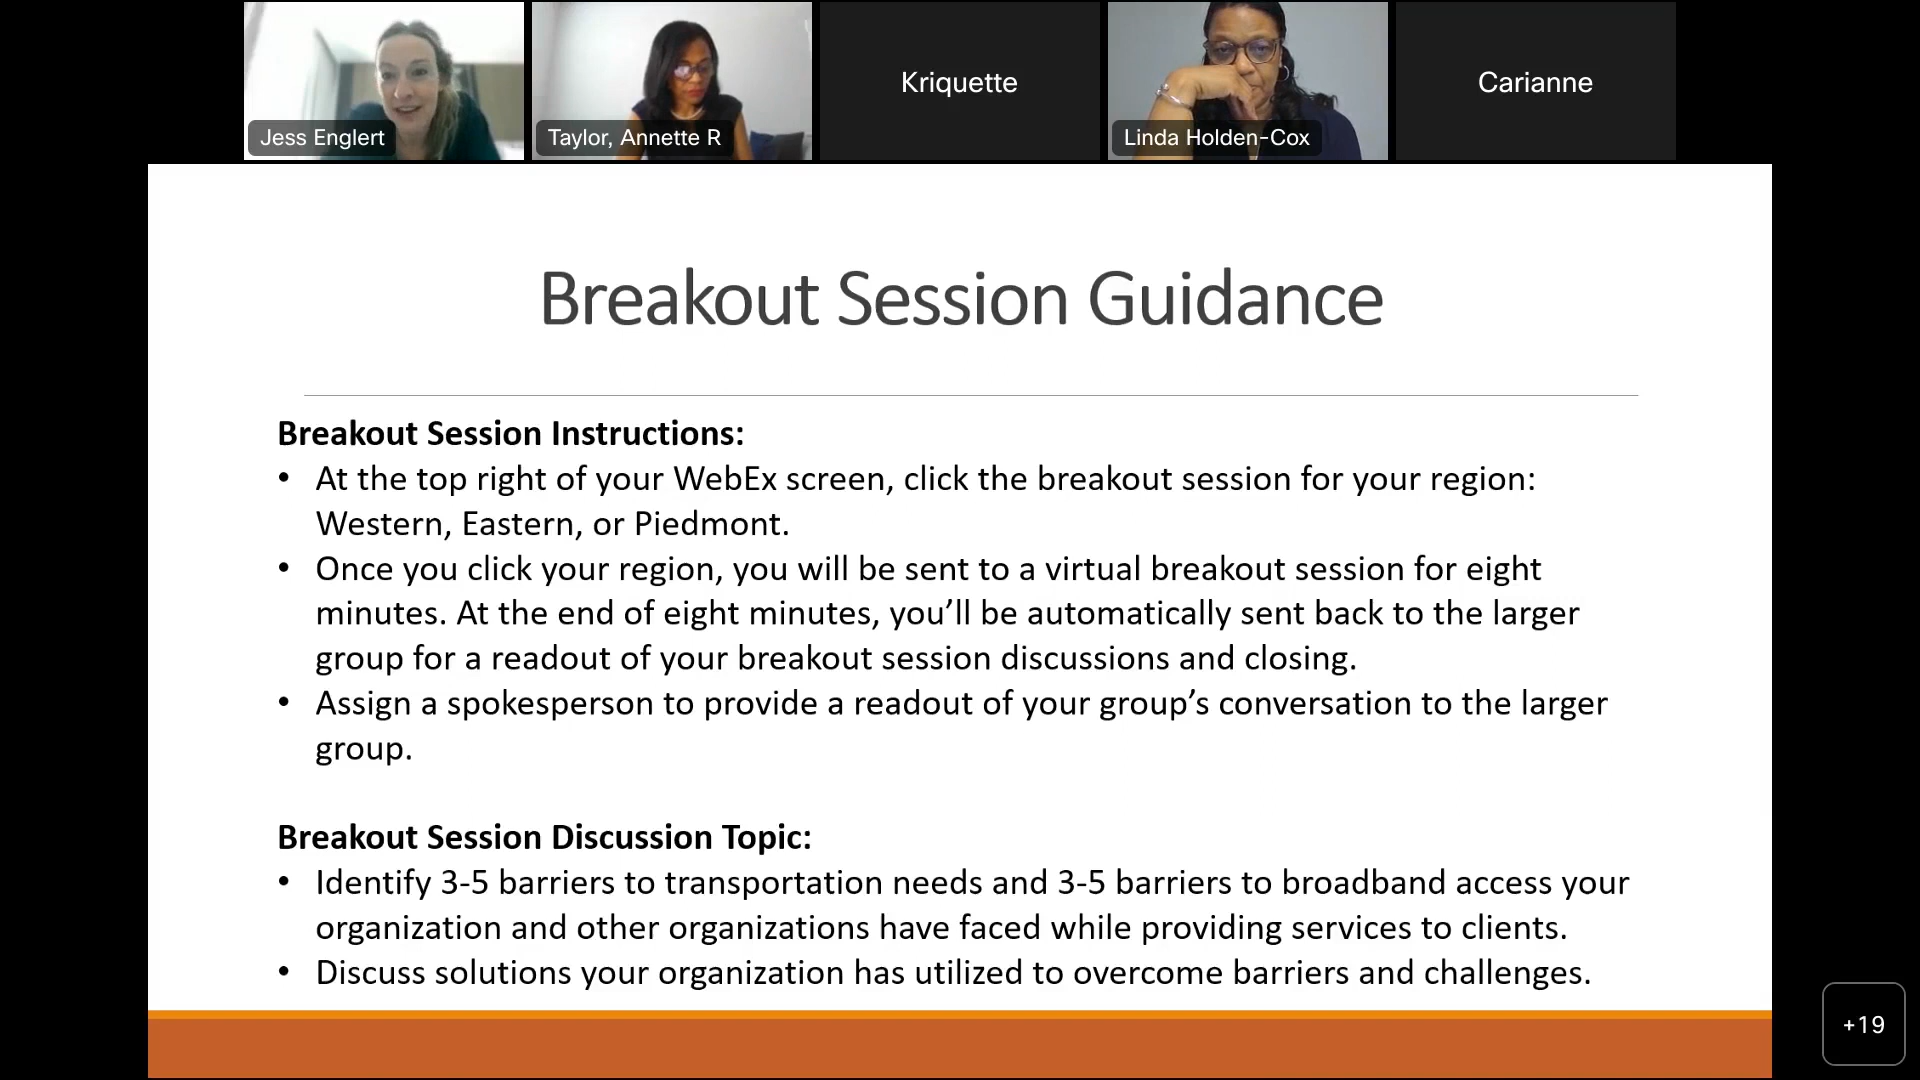 Jess Englert
Taylor, Annette R
Kriquette
Linda Holden-Cox
Carianne
Breakout Session Guidance
Breakout Session Instructions:
• At the top right of your WebEx screen, click the breakout session for your region:
Western, Eastern, or Piedmont.
• Once you click your region, you will be sent to a virtual breakout session for eight
minutes. At the end of eight minutes, you’ll be automatically sent back to the larger
group for a readout of your breakout session discussions and closing.
• Assign a spokesperson to provide a readout of your group’s conversation to the larger
group.
Breakout Session Discussion Topic:
• Identify 3-5 barriers to transportation needs and 3-5 barriers to broadband access your
organization and other organizations have faced while providing services to clients.
• Discuss solutions your organization has utilized to overcome barriers and challenges.
+19